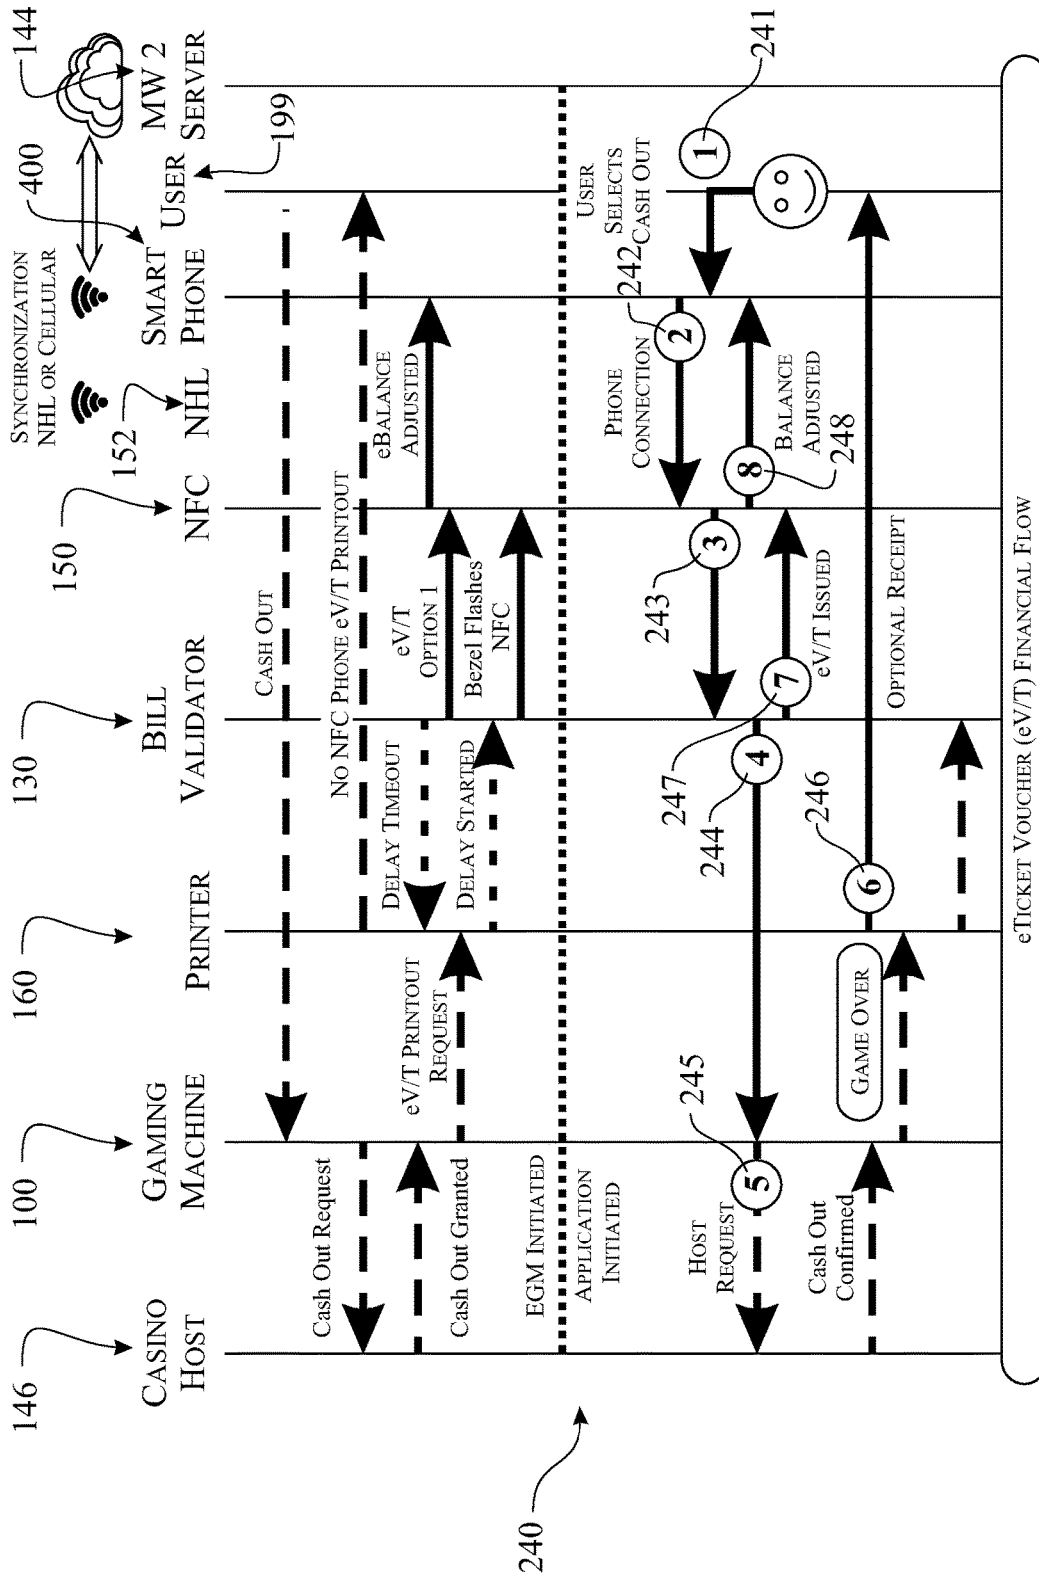 146
100
160
130
150
152
SYNCHRONIZATION
NHL OR CELLULAR
400
144
CASINO
HOST
GAMING
MACHINE
PRINTER
BILL
VALIDATOR
NFC
NHL
SMART
PHONE
USER
MW 2
SERVER
199
CASH OUT
Cash Out Request
NO NFC PHONE EV/T PRINTOUT
Cash Out Granted
eV/T PRINTOUT
REQUEST
DELAY TIMEOUT
DELAY STARTED
eV/T
OPTION 1
Bezel Flashes
NFC
eBALANCE
ADJUSTED
EGM INITIATED
APPLICATION
INITIATED
240
USER
SELECTS
CASH OUT
1
241
242
2
PHONE
CONNECTION
3
243
4
244
HOST
REQUEST
5
245
7
247
eV/T ISSUED
8
BALANCE
ADJUSTED
248
Cash Out
Confirmed
GAME OVER
6
246
OPTIONAL RECEIPT
eTICKET VOUCHER (eV/T) FINANCIAL FLOW